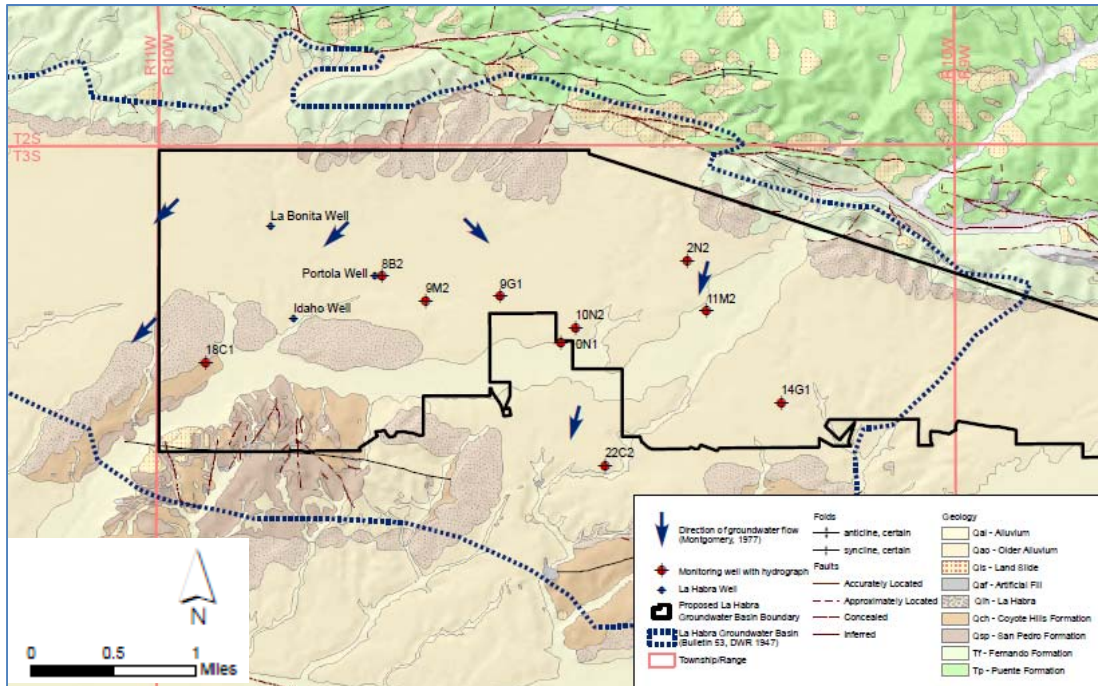 R11W
R10W
R10W
R9W
T2S
T3S
La Bonita Well
2N2
Portola Well
8B2
9M2
9G1
11M2
Idaho Well
10N2
10N1
18C1
14G1
22C2
N
0 0.5 1
Miles
Direction of groundwater flow
(Montgomery, 1977)
Monitoring well with hydrograph
La Habra Well
Proposed La Habra
Groundwater Basin Boundary
La Habra Groundwater Basin
(Bulletin 53, DWR 1947)
Township/Range
Folds
anticline, certain
syncline, certain
Faults
Accurately Located
Approximately Located
Concealed
Inferred
Geology
Qal - Alluvium
Qao - Older Alluvium
Qls - Land Slide
Qaf - Artificial Fill
Qlh - La Habra
Qch - Coyote Hills Formation
Qsp - San Pedro Formation
Tf - Fernando Formation
Tp - Puente Formation